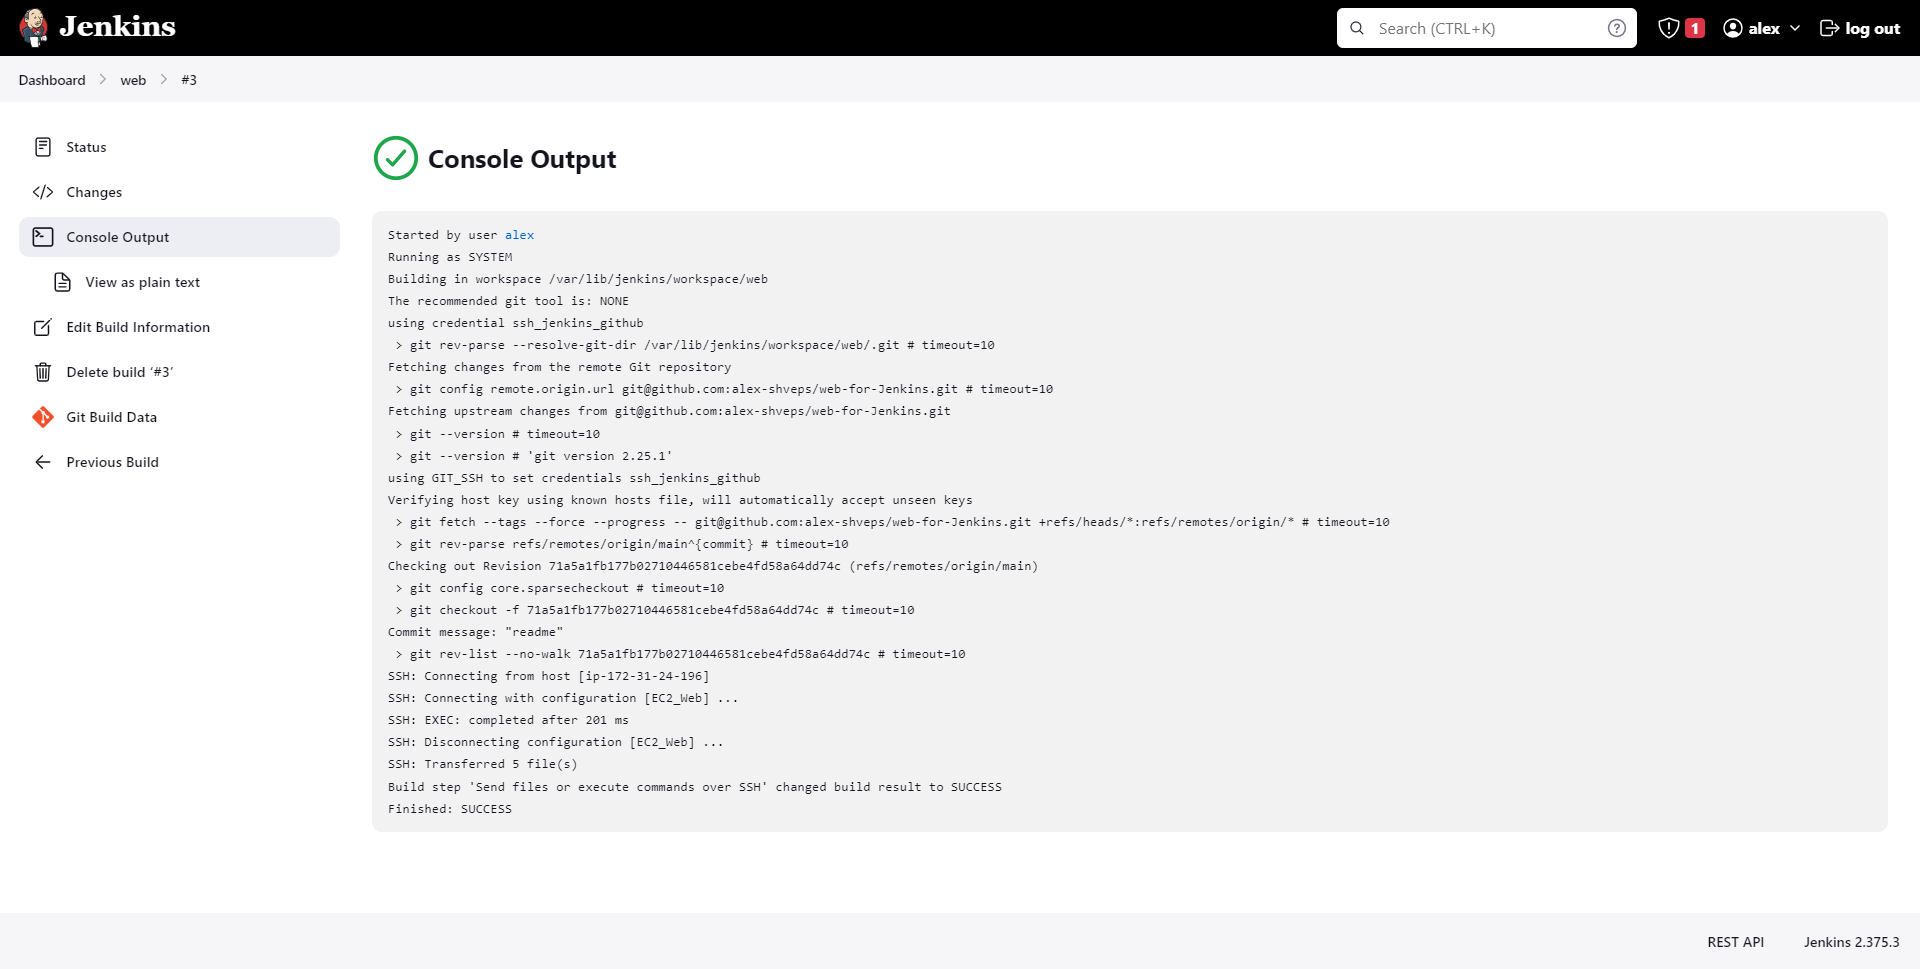 Jenkins
Search (CTRL+K)
1
alex
log out
Dashboard > web > #3
Status
Changes
Console Output
View as plain text
Edit Build Information
Delete build ‘#3’
Git Build Data
Previous Build
Console Output
Started by user alex
Running as SYSTEM
Building in workspace /var/lib/jenkins/workspace/web
The recommended git tool is: NONE
using credential ssh_jenkins_github
 > git rev-parse --resolve-git-dir /var/lib/jenkins/workspace/web/.git # timeout=10
Fetching changes from the remote Git repository
 > git config remote.origin.url git@github.com:alex-shveps/web-for-Jenkins.git # timeout=10
Fetching upstream changes from git@github.com:alex-shveps/web-for-Jenkins.git
 > git --version # timeout=10
 > git --version # 'git version 2.25.1'
using GIT_SSH to set credentials ssh_jenkins_github
Verifying host key using known hosts file, will automatically accept unseen keys
 > git fetch --tags --force --progress -- git@github.com:alex-shveps/web-for-Jenkins.git +refs/heads/*:refs/remotes/origin/* # timeout=10
 > git rev-parse refs/remotes/origin/main^{commit} # timeout=10
Checking out Revision 71a5a1fb177b02710446581cebe4fd58a64dd74c (refs/remotes/origin/main)
 > git config core.sparsecheckout # timeout=10
 > git checkout -f 71a5a1fb177b02710446581cebe4fd58a64dd74c # timeout=10
Commit message: "readme"
 > git rev-list --no-walk 71a5a1fb177b02710446581cebe4fd58a64dd74c # timeout=10
SSH: Connecting from host [ip-172-31-24-196]
SSH: Connecting with configuration [EC2_Web] ...
SSH: EXEC: completed after 201 ms
SSH: Disconnecting configuration [EC2_Web] ...
SSH: Transferred 5 file(s)
Build step 'Send files or execute commands over SSH' changed build result to SUCCESS
Finished: SUCCESS
REST API
Jenkins 2.375.3